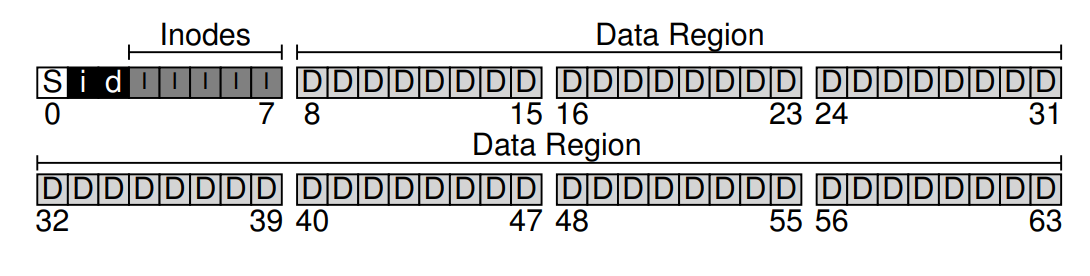 Inodes Data Region
S i d I I I I I D D D D D D D D D D D D D D D D D D D D D D D D
0 7 8 15 16 23 24 31
Data Region
D D D D D D D D D D D D D D D D D D D D D D D D D D D D D D D D
32 39 40 47 48 55 56 63